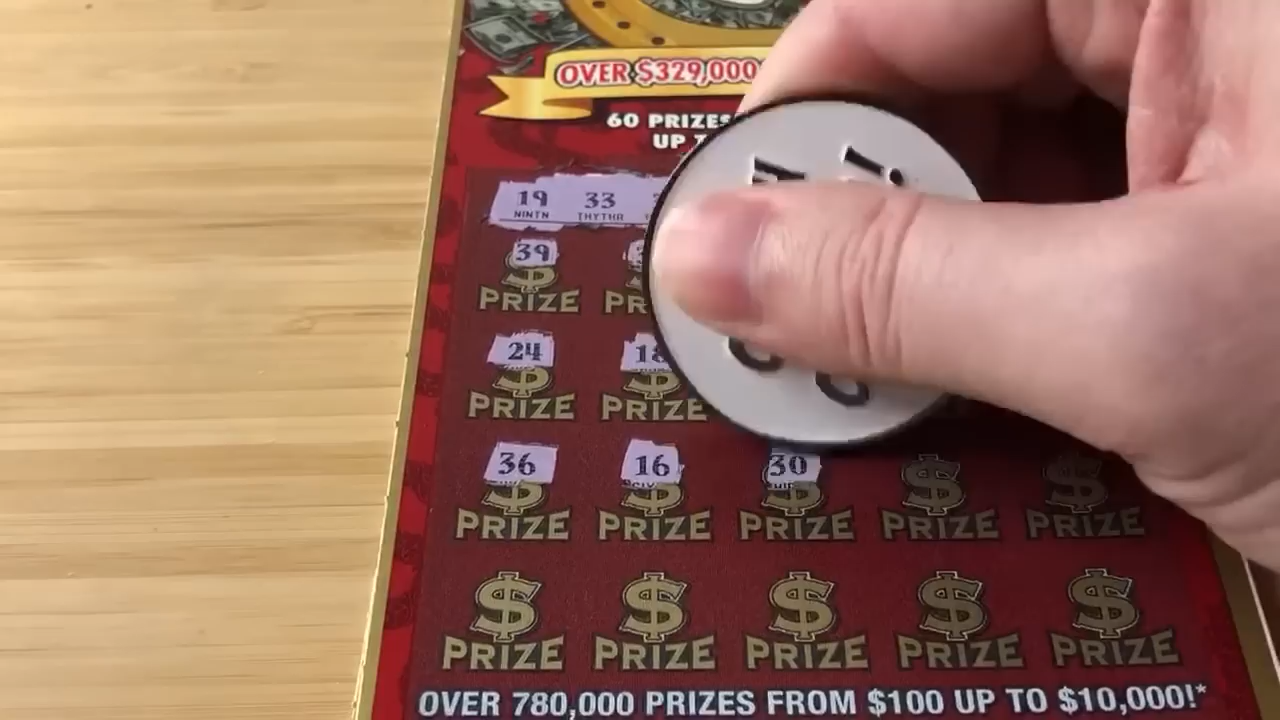 OVER $329,000
60 PRIZES
UP
19 33
NINTN THYTHR
39
PRIZE
24 18
PRIZE PRIZE
36 16 30
PRIZE PRIZE PRIZE PRIZE PRIZE
PRIZE PRIZE PRIZE PRIZE PRIZE
OVER 780,000 PRIZES FROM $100 UP TO $10,000!*